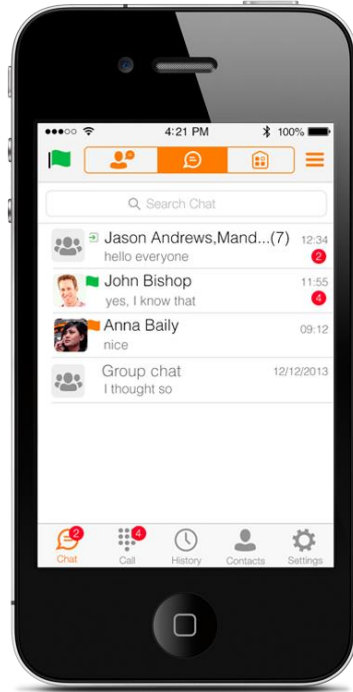 4:21 PM
100%
Search Chat
Jason Andrews,Mand...(7) 12:34
hello everyone 2
John Bishop 11:55
yes, I know that 4
Anna Baily 09:12
nice
Group chat 12/12/2013
I thought so
2 4
Chat Call History Contacts Settings